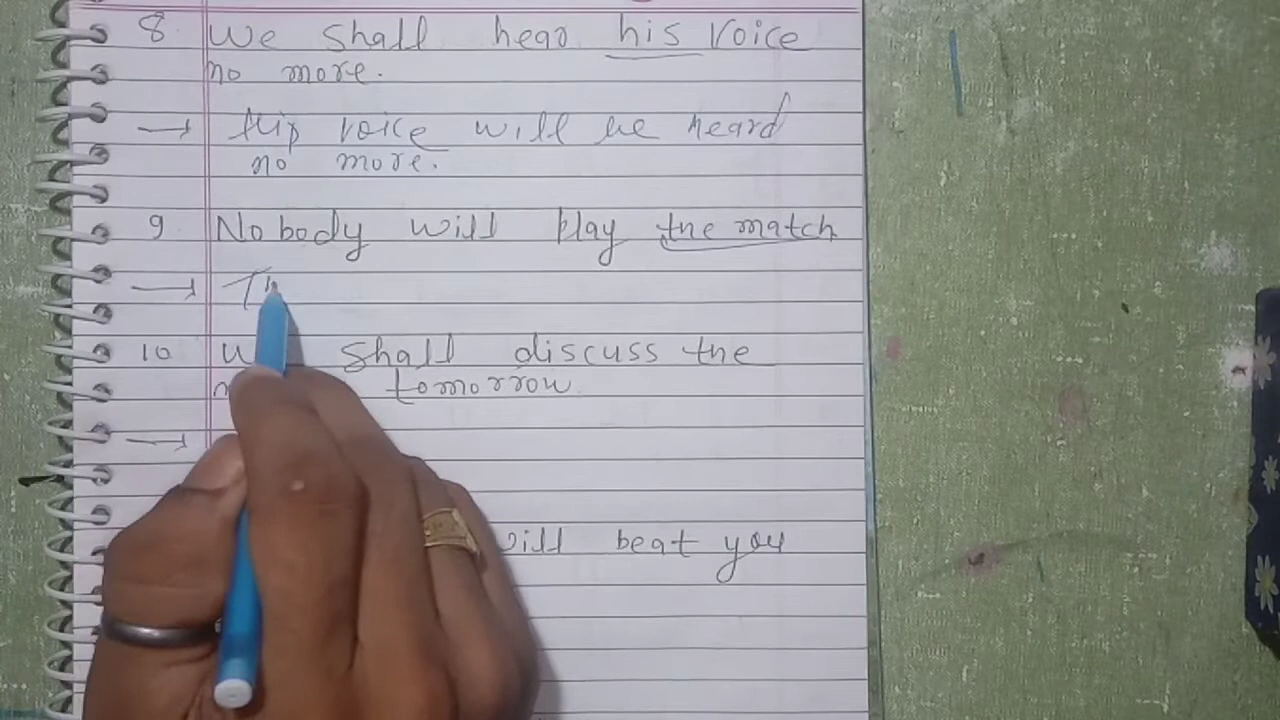 8 We shall hear his voice
no more.
→ His voice will be heard
no more.
9 Nobody will play the match
→ Th
10 shall discuss the
tomorrow.
→
will beat you